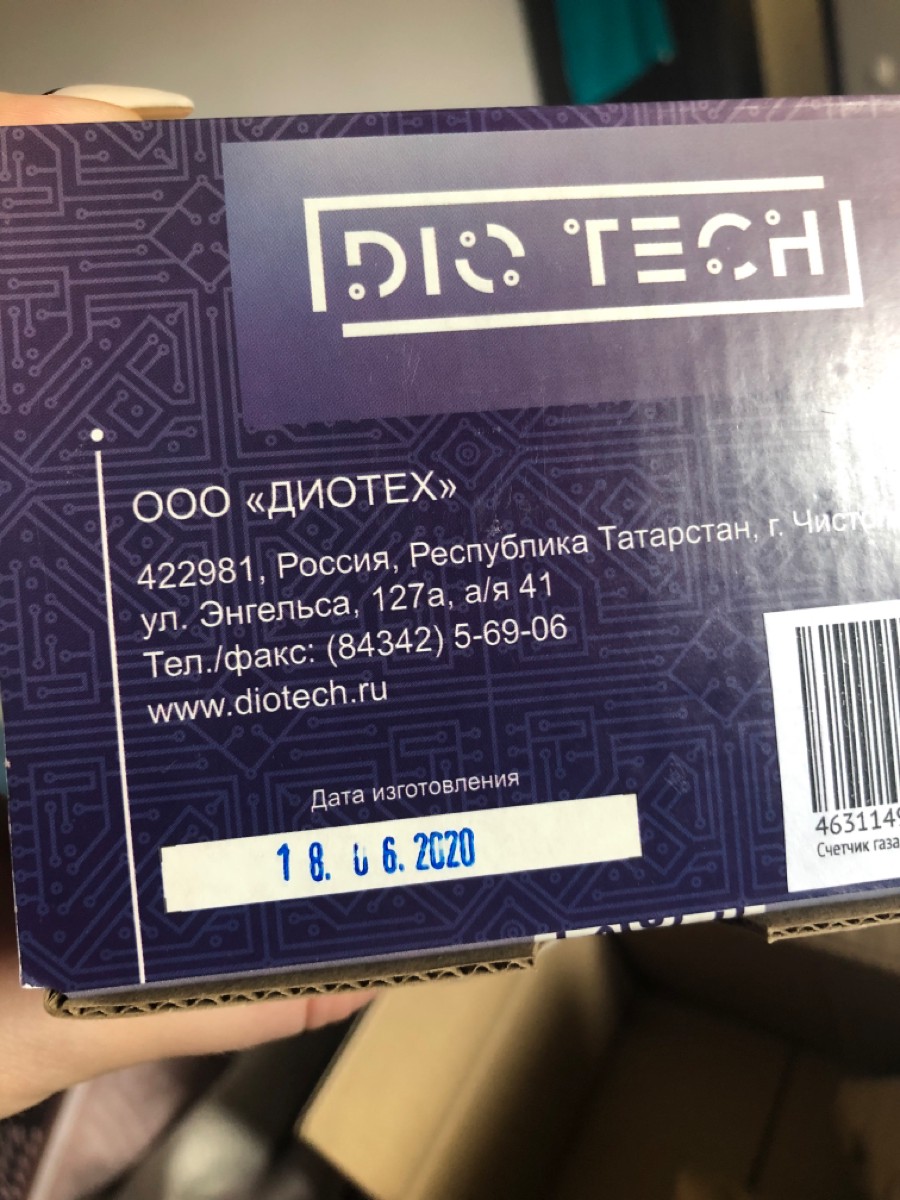 DIO TECH
ООО «ДИОТЕХ»
422981, Россия, Республика Татарстан, г.
ул. Энгельса, 127а, а/я 41
Тел./факс: (84342) 5-69-06
www.diotech.ru
Дата изготовления
18. 06. 2020
Счетчик газа